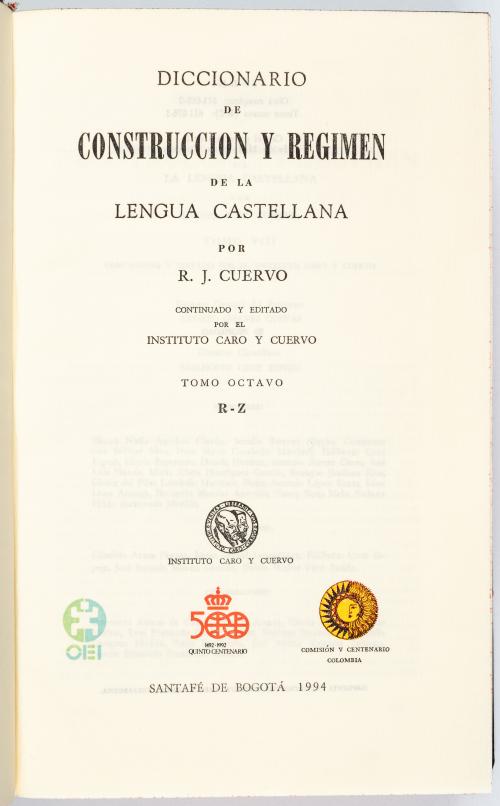 DICCIONARIO
DE
CONSTRUCCION Y REGIMEN
DE LA
LENGUA CASTELLANA
POR
R. J. CUERVO
CONTINUADO Y EDITADO
POR EL
INSTITUTO CARO Y CUERVO
TOMO OCTAVO
R-Z
INSTITUTO CARO Y CUERVO
OEI
500
1492-1992
QUINTO CENTENARIO
COMISIÓN V CENTENARIO
COLOMBIA
SANTAFÉ DE BOGOTÁ 1994